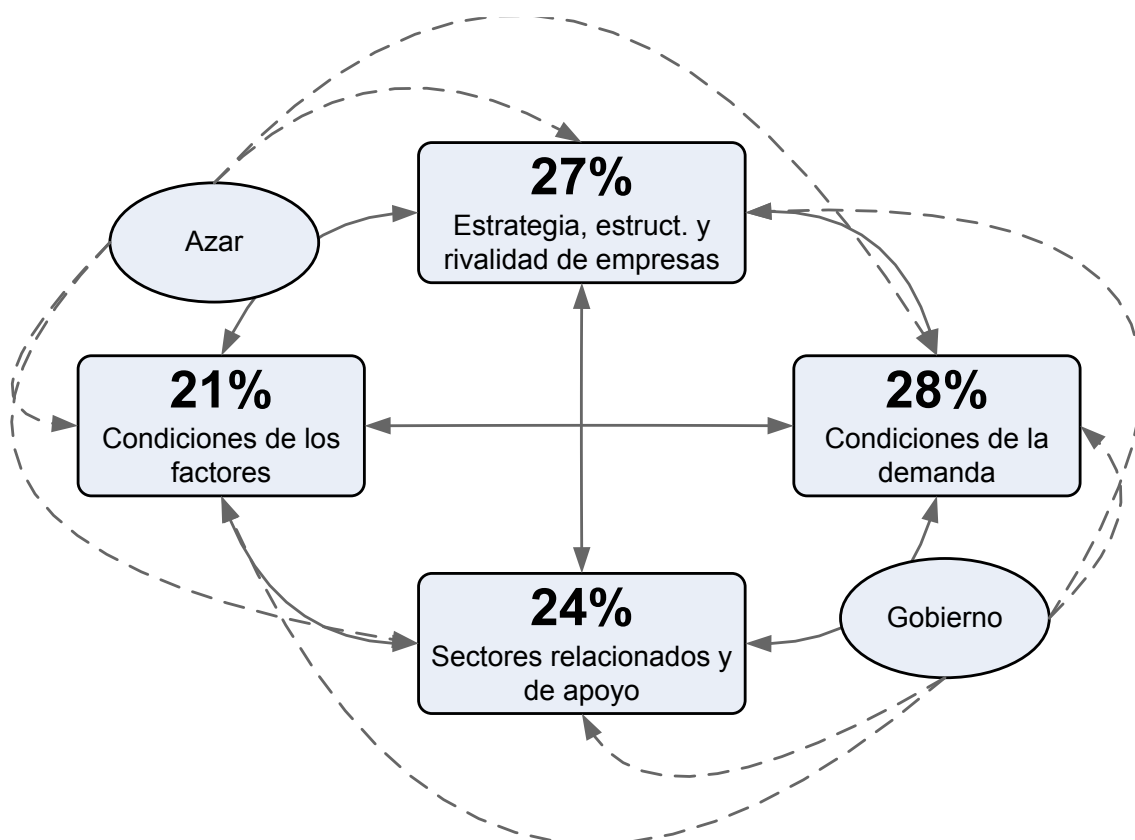 27%
Estrategia, estruct. y
rivalidad de empresas
Azar
21%
Condiciones de los
factores
28%
Condiciones de la
demanda
24%
Sectores relacionados y
de apoyo
Gobierno